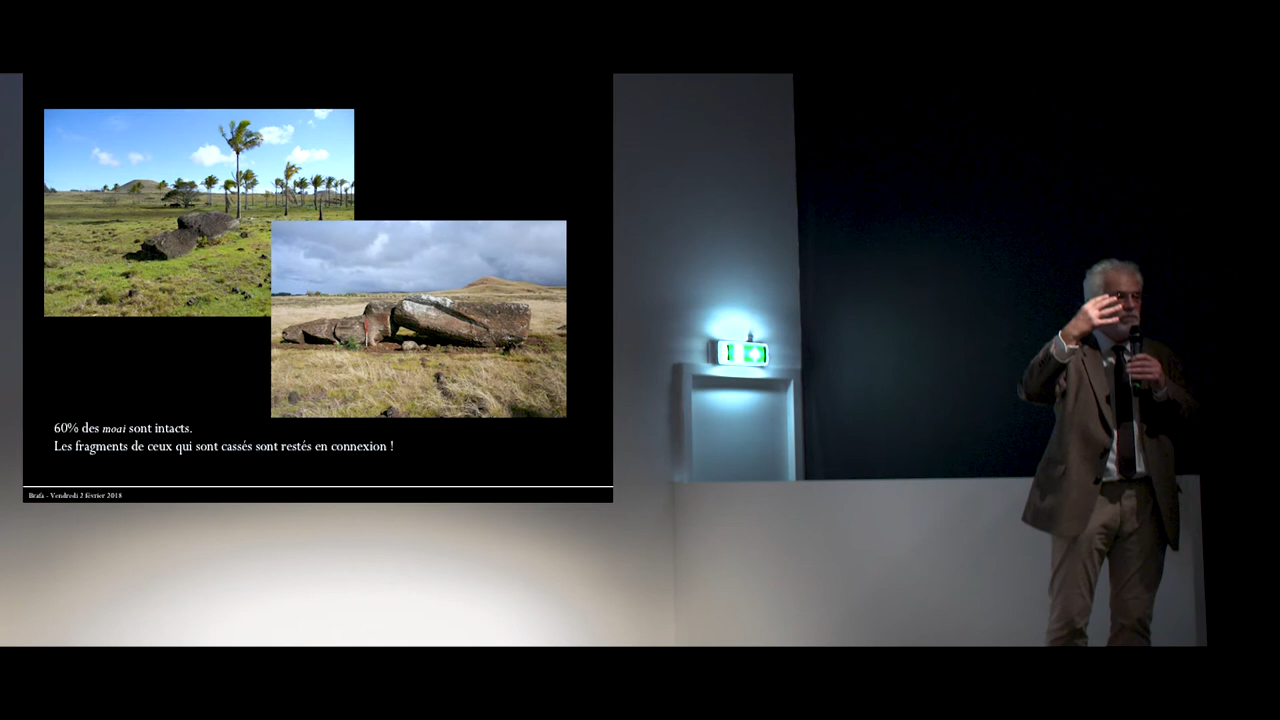 60% des moai sont intacts.
Les fragments de ceux qui sont cassés sont restés en connexion !
Brafa - Vendredi 2 février 2018